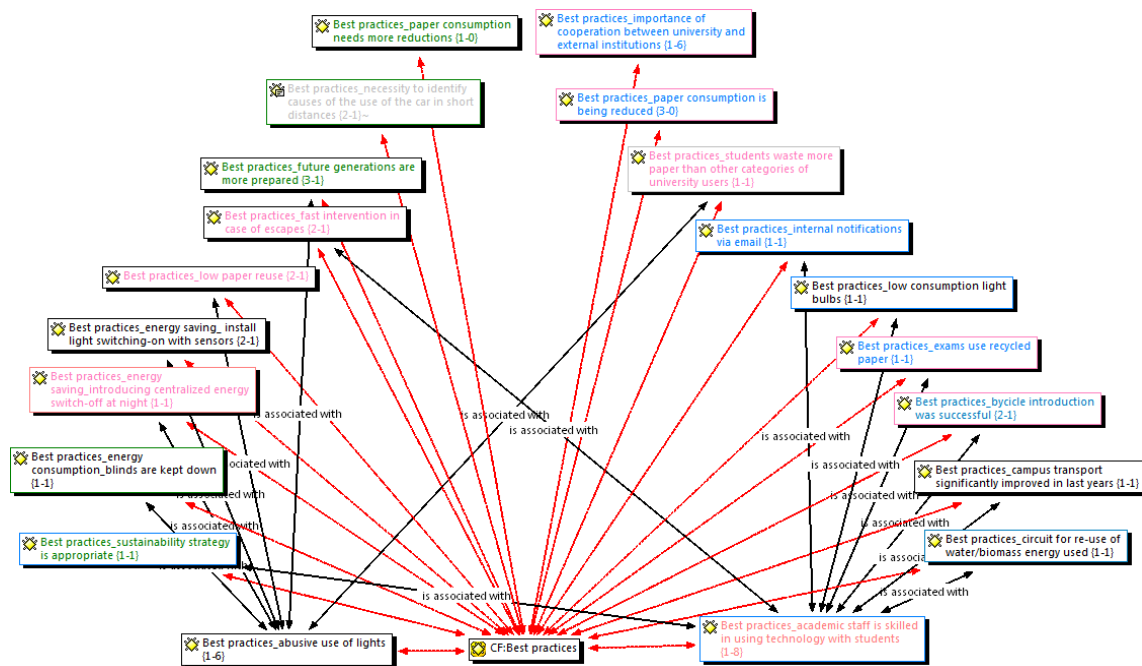 Best practices_paper consumption
needs more reductions {1-0}
Best practices_importance of
cooperation between university and
external institutions {1-6}
Best practices_necessity to identify
causes of the use of the car in short
distances {2-1}~
Best practices_paper consumption is
being reduced {3-0}
Best practices_future generations are
more prepared {3-1}
Best practices_students waste more
paper than other categories of
university users {1-1}
Best practices_fast intervention in
case of escapes {2-1}
Best practices_internal notifications
via email {1-1}
Best practices_low paper reuse {2-1}
Best practices_low consumption light
bulbs {1-1}
Best practices_energy saving_ install
light switching-on with sensors {2-1}
Best practices_exams use recycled
paper {1-1}
Best practices_energy
saving_introducing centralized energy
switch-off at night {1-1}
Best practices_bycicle introduction
was successful {2-1}
is associated with
is associated with
is associated with
is associated with
Best practices_energy
consumption_blinds are kept down
{1-1}
associated with
is associated with
Best practices_campus transport
significantly improved in last years {1-1}
is associated with
is associated with
is associated with
Best practices_sustainability strategy
is appropriate {1-1}
Best practices_circuit for re-use of
water/biomass energy used {1-1}
is associated with
is
is associated with
is associated with
Best practices_abusive use of lights
{1-6}
CF:Best practices
Best practices_academic staff is skilled
in using technology with students
{1-8}